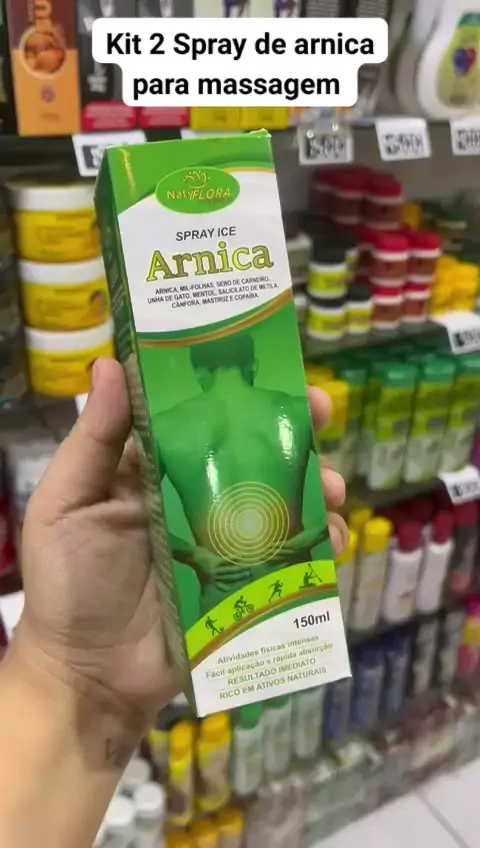 Kit 2 Spray de arnica
para massagem
NatyFLORA
SPRAY ICE
Arnica
ARNICA, MIL-FOLHAS, SEBO DE CARNEIRO,
UNHA DE GATO, MENTOL, SALICILATO DE METILA,
CÂNFORA, MASTRUZ E COPAÍBA.
150ml
Atividades físicas intensas
Fácil aplicação e rápida absorção
RESULTADO IMEDIATO
RICO EM ATIVOS NATURAIS